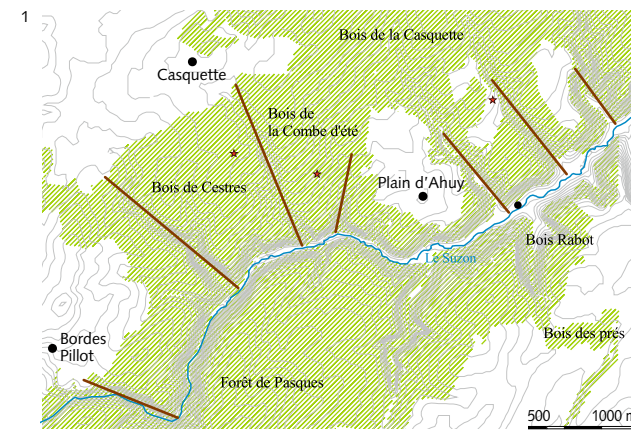 1
Bois de la Casquette
Casquette
Bois de
la Combe d'été
Plain d'Ahuy
Bois de Cestres
Bois Rabot
Le Suzon
Bois des prés
Bordes
Pillot
Forêt de Pasques
500 1000 m